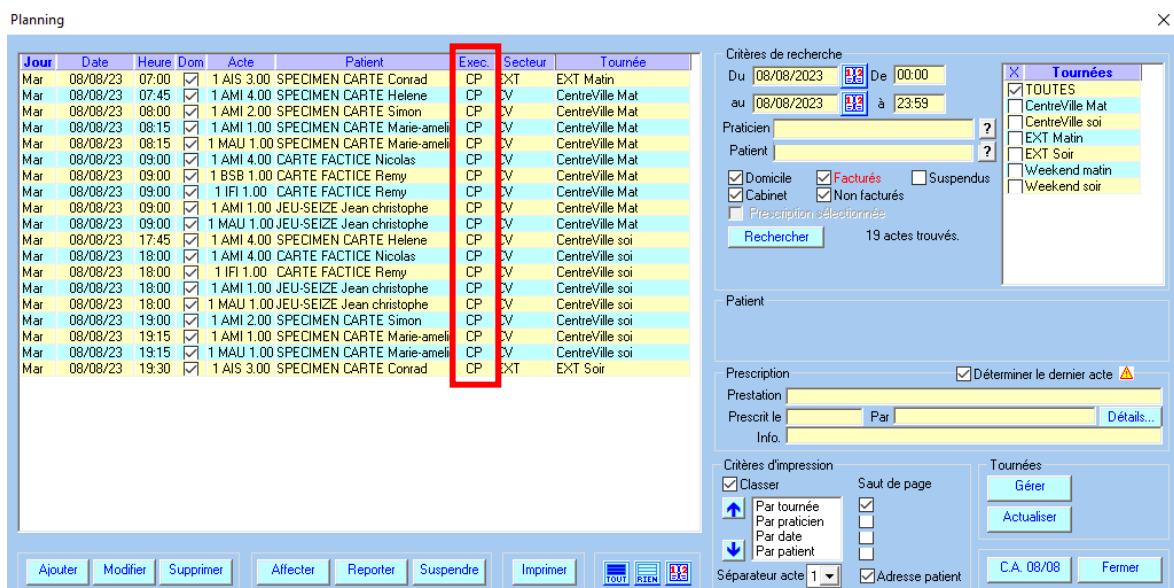 Planning
Jour Date Heure Dom Acte Patient Exec. Secteur Tournée
Mar 08/08/23 07:00 1 AIS 3.00 SPECIMEN CARTE Conrad CP EXT EXT Matin
Mar 08/08/23 07:45 1 AMI 4.00 SPECIMEN CARTE Helene CP CV CentreVille Mat
Mar 08/08/23 08:00 1 AMI 2.00 SPECIMEN CARTE Simon CP CV CentreVille Mat
Mar 08/08/23 08:15 1 AMI 1.00 SPECIMEN CARTE Marie-ameli CP CV CentreVille Mat
Mar 08/08/23 08:15 1 MAU 1.00 SPECIMEN CARTE Marie-ameli CP CV CentreVille Mat
Mar 08/08/23 09:00 1 AMI 4.00 CARTE FACTICE Nicolas CP CV CentreVille Mat
Mar 08/08/23 09:00 1 BSB 1.00 CARTE FACTICE Remy CP CV CentreVille Mat
Mar 08/08/23 09:00 1 IFI 1.00 CARTE FACTICE Remy CP CV CentreVille Mat
Mar 08/08/23 09:00 1 AMI 1.00 JEU-SEIZE Jean christophe CP CV CentreVille Mat
Mar 08/08/23 09:00 1 MAU 1.00 JEU-SEIZE Jean christophe CP CV CentreVille Mat
Mar 08/08/23 17:45 1 AMI 4.00 SPECIMEN CARTE Helene CP CV CentreVille soi
Mar 08/08/23 18:00 1 AMI 4.00 CARTE FACTICE Nicolas CP CV CentreVille soi
Mar 08/08/23 18:00 1 IFI 1.00 CARTE FACTICE Remy CP CV CentreVille soi
Mar 08/08/23 18:00 1 AMI 1.00 JEU-SEIZE Jean christophe CP CV CentreVille soi
Mar 08/08/23 18:00 1 MAU 1.00 JEU-SEIZE Jean christophe CP CV CentreVille soi
Mar 08/08/23 19:00 1 AMI 2.00 SPECIMEN CARTE Simon CP CV CentreVille soi
Mar 08/08/23 19:15 1 AMI 1.00 SPECIMEN CARTE Marie-ameli CP CV CentreVille soi
Mar 08/08/23 19:15 1 MAU 1.00 SPECIMEN CARTE Marie-ameli CP CV CentreVille soi
Mar 08/08/23 19:30 1 AIS 3.00 SPECIMEN CARTE Conrad CP EXT EXT Soir
Ajouter Modifier Supprimer Affecter Reporter Suspendre Imprimer TOUT RIEN
Critères de recherche
Du 08/08/2023 De 00:00
au 08/08/2023 à 23:59
Praticien ?
Patient ?
Domicile Facturés Suspendus
Cabinet Non facturés
Prescription sélectionnée
Rechercher 19 actes trouvés.
X Tournées
TOUTES
CentreVille Mat
CentreVille soi
EXT Matin
EXT Soir
Weekend matin
Weekend soir
Patient
Prescription Déterminer le dernier acte
Prestation
Prescrit le Par Détails...
Info.
Critères d'impression
Classer Saut de page
Par tournée
Par praticien
Par date
Par patient
Séparateur acte 1 Adresse patient
Tournées
Gérer
Actualiser
C.A. 08/08 Fermer